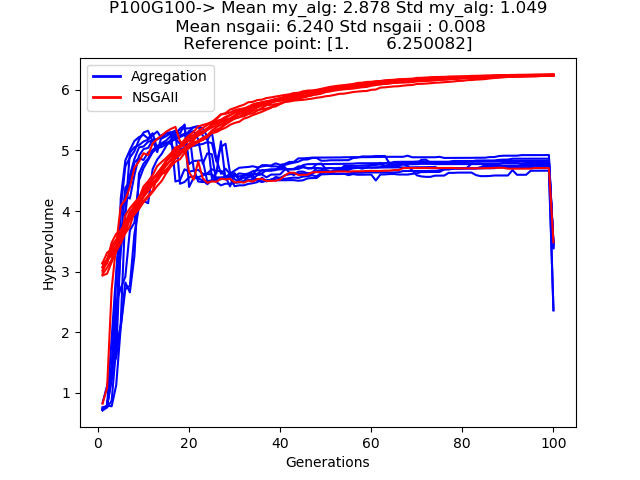 P100G100-> Mean my_alg: 2.878 Std my_alg: 1.049
Mean nsgaii: 6.240 Std nsgaii : 0.008
Reference point: [1.       6.250082]
Agregation
NSGAII
6
5
4
3
2
1
Hypervolume
0
20
40
60
80
100
Generations